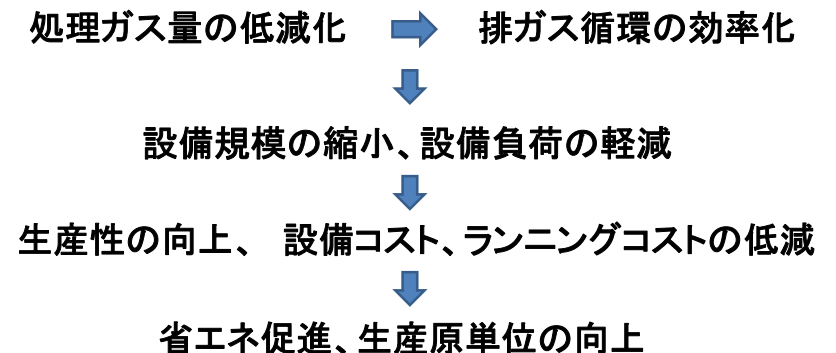 処理ガス量の低減化 排ガス循環の効率化
設備規模の縮小、設備負荷の軽減
生産性の向上、 設備コスト、ランニングコストの低減
省エネ促進、生産原単位の向上